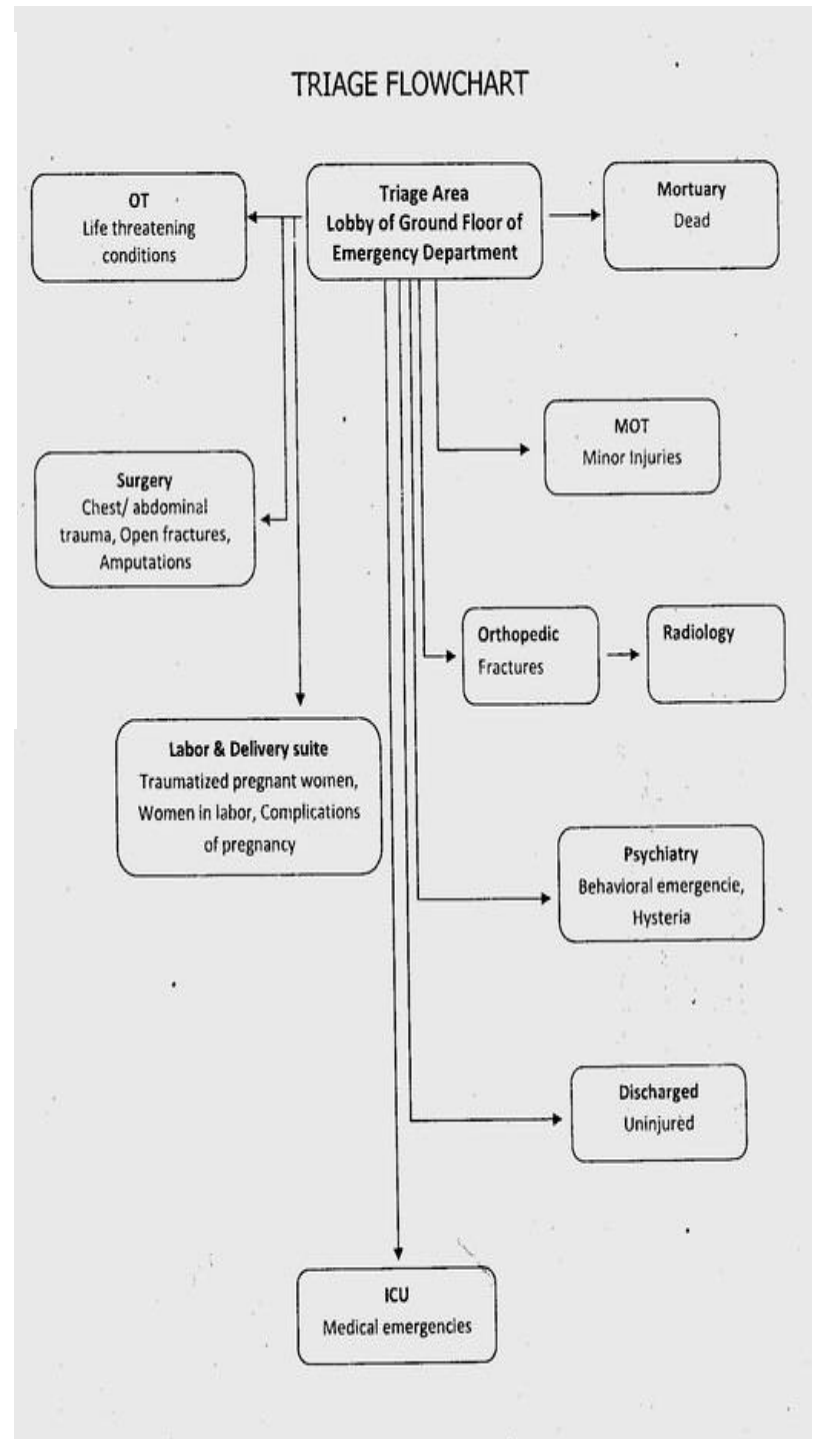 TRIAGE FLOWCHART
OT
Life threatening
conditions
Triage Area
Lobby of Ground Floor of
Emergency Department
Mortuary
Dead
MOT
Minor Injuries
Surgery
Chest/ abdominal
trauma, Open fractures,
Amputations
Orthopedic
Fractures
Radiology
Labor & Delivery suite
Traumatized pregnant women,
Women in labor, Complications
of pregnancy
Psychiatry
Behavioral emergencie,
Hysteria
Discharged
Uninjured
ICU
Medical emergencies